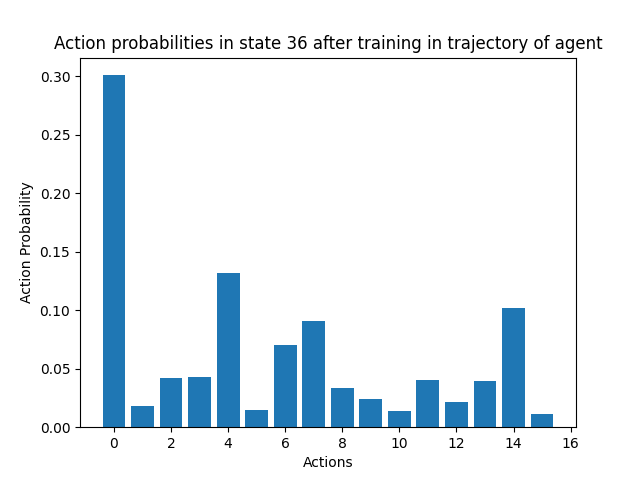 Action probabilities in state 36 after training in trajectory of agent
0.30
0.25
0.20
0.15
0.10
0.05
0.00
Action Probability
0 2 4 6 8 10 12 14 16
Actions